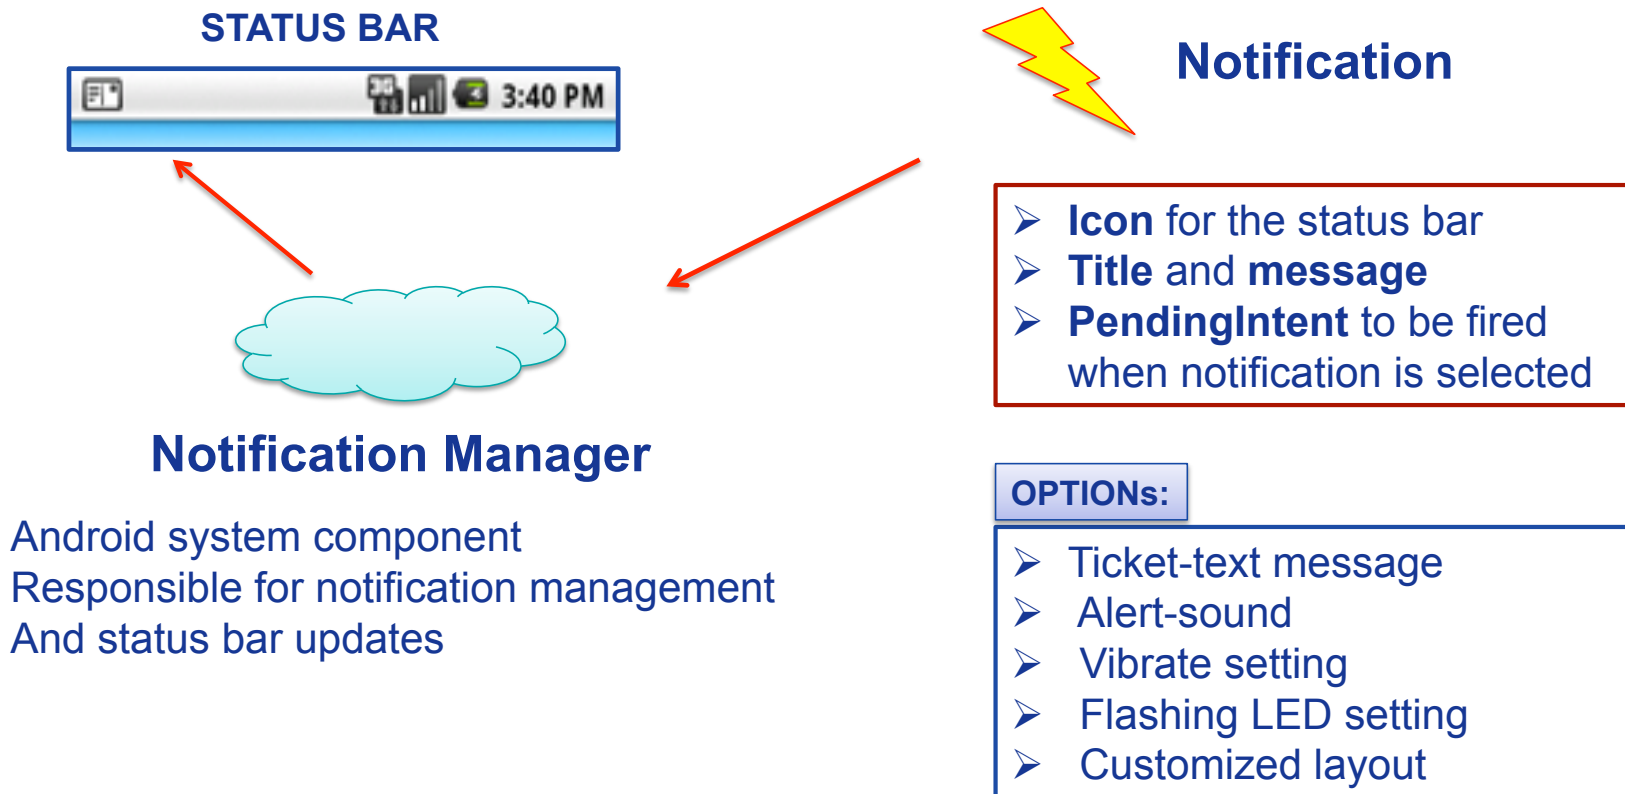 STATUS BAR
3:40 PM
Notification
➢ Icon for the status bar
➢ Title and message
➢ PendingIntent to be fired
when notification is selected
Notification Manager
Android system component
Responsible for notification management
And status bar updates
OPTIONs:
➢ Ticket-text message
➢ Alert-sound
➢ Vibrate setting
➢ Flashing LED setting
➢ Customized layout